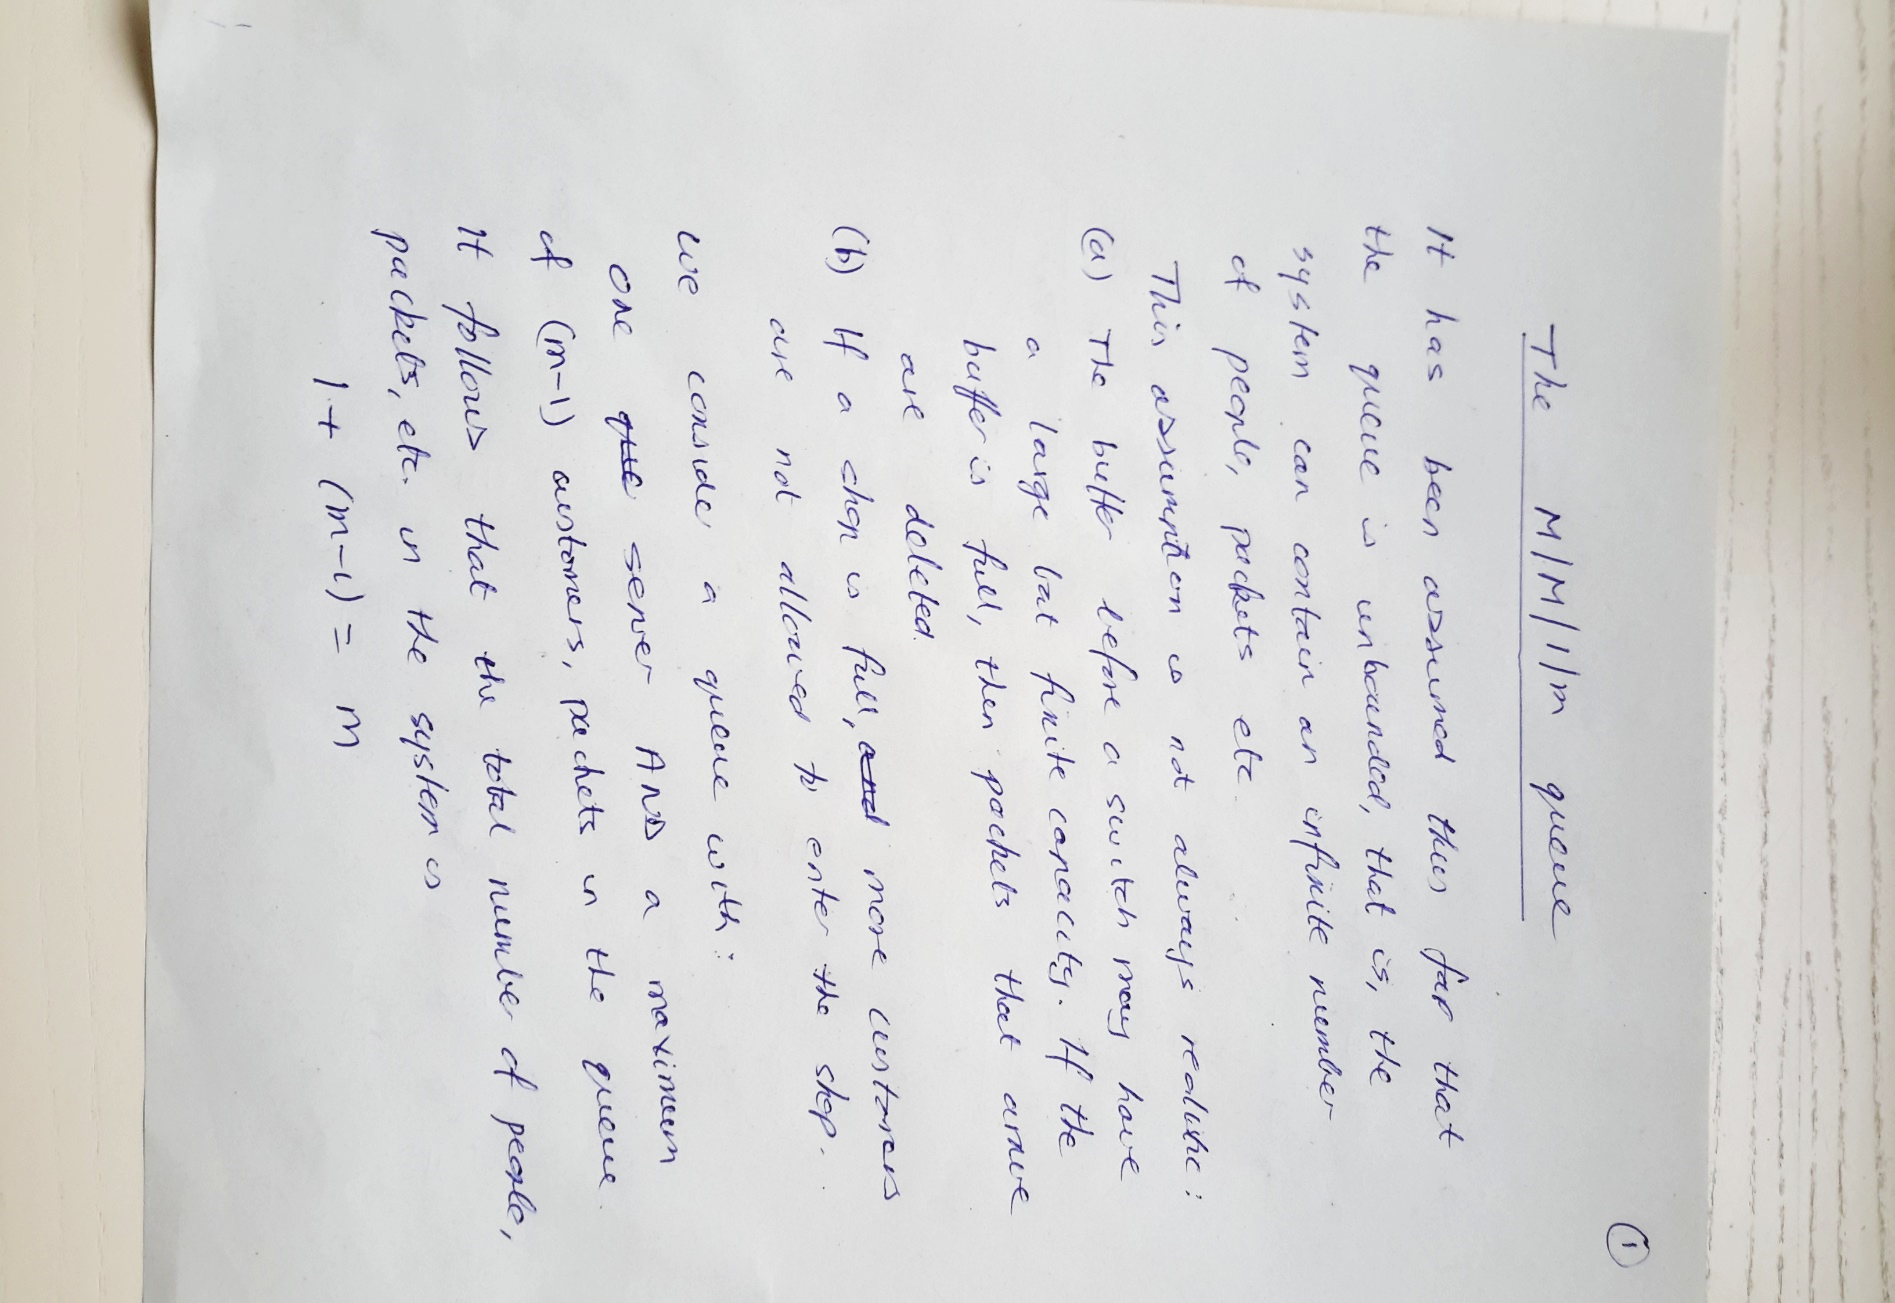 ①
The M/M/1/m queue
It has been assumed thus far that
the queue is unbounded, that is, the
system can contain an infinite number
of people, packets etc.
This assumption is not always realistic:
(a) The buffer before a switch may have
a large but finite capacity. If the
buffer is full, then packets that arrive
are deleted.
(b) If a shop is full, and more customers
are not allowed to enter the shop.
We consider a queue with:
one que server AND a maximum
of (m-1) customers, packets in the queue.
It follows that the total number of people,
packets, etc. in the system is
1 + (m-1) = m